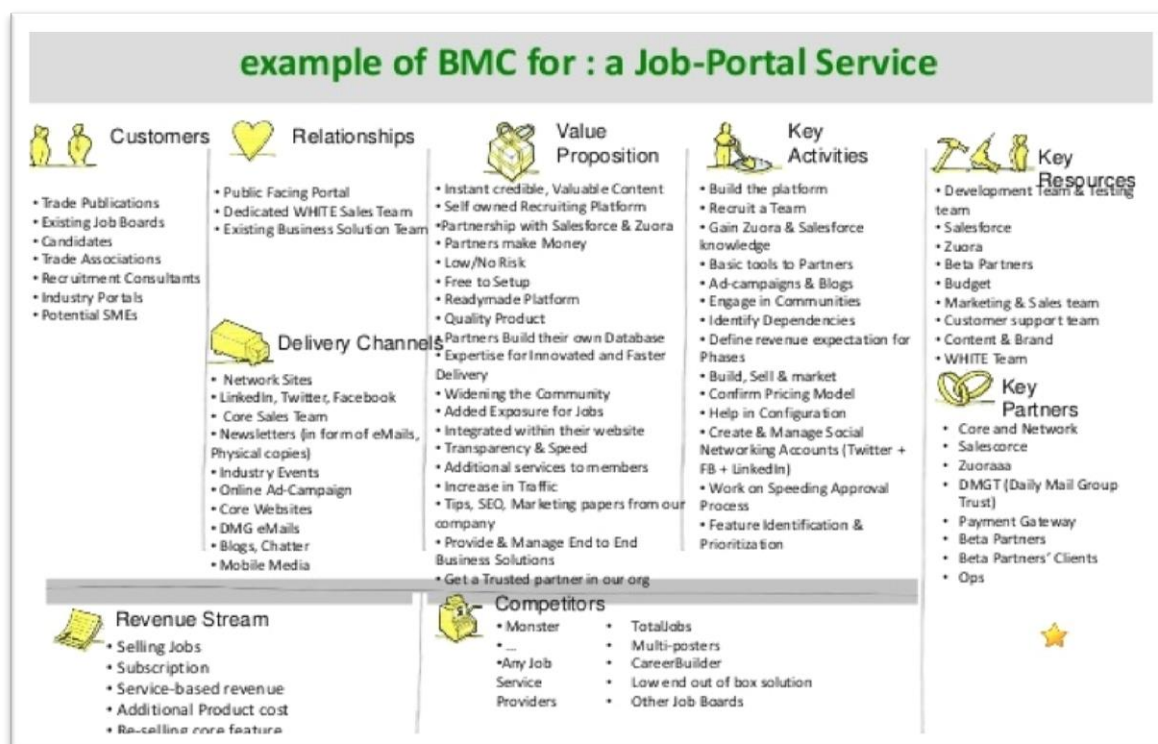 example of BMC for : a Job-Portal Service
Customers
• Trade Publications
• Existing Job Boards
• Candidates
• Trade Associations
• Recruitment Consultants
• Industry Portals
• Potential SMEs
Relationships
• Public Facing Portal
• Dedicated WHITE Sales Team
• Existing Business Solution Team
Delivery Channels
• Network Sites
• LinkedIn, Twitter, Facebook
• Core Sales Team
• Newsletters (in form of eMails,
Physical copies)
• Industry Events
• Online Ad-Campaign
• Core Websites
• DMG eMails
• Blogs, Chatter
• Mobile Media
Value
Proposition
• Instant credible, Valuable Content
• Self owned Recruiting Platform
•Partnership with Salesforce & Zuora
• Partners make Money
• Low/No Risk
• Free to Setup
• Readymade Platform
• Quality Product
• Partners Build their own Database
• Expertise for Innovated and Faster
Delivery
• Widening the Community
• Added Exposure for Jobs
• Integrated within their website
• Transparency & Speed
• Additional services to members
• Increase in Traffic
• Tips, SEO, Marketing papers from our
company
• Provide & Manage End to End
Business Solutions
• Get a Trusted partner in our org
Key
Activities
• Build the platform
• Recruit a Team
• Gain Zuora & Salesforce
knowledge
• Basic tools to Partners
• Ad-campaigns & Blogs
• Engage in Communities
• Identify Dependencies
• Define revenue expectation for
Phases
• Build, Sell & market
• Confirm Pricing Model
• Help in Configuration
• Create & Manage Social
Networking Accounts (Twitter +
FB + LinkedIn)
• Work on Speeding Approval
Process
• Feature Identification &
Prioritization
Key
Resources
• Development Team & Testing
team
• Salesforce
• Zuora
• Beta Partners
• Budget
• Marketing & Sales team
• Customer support team
• Content & Brand
• WHITE Team
Key
Partners
• Core and Network
• Salescorce
• Zuoraaa
• DMGT (Daily Mail Group
Trust)
• Payment Gateway
• Beta Partners
• Beta Partners' Clients
• Ops
Revenue Stream
• Selling Jobs
• Subscription
• Service-based revenue
• Additional Product cost
• Re-selling core feature
Competitors
• Monster
• ...
•Any Job
Service
Providers
• TotalJobs
• Multi-posters
• CareerBuilder
• Low end out of box solution
• Other Job Boards